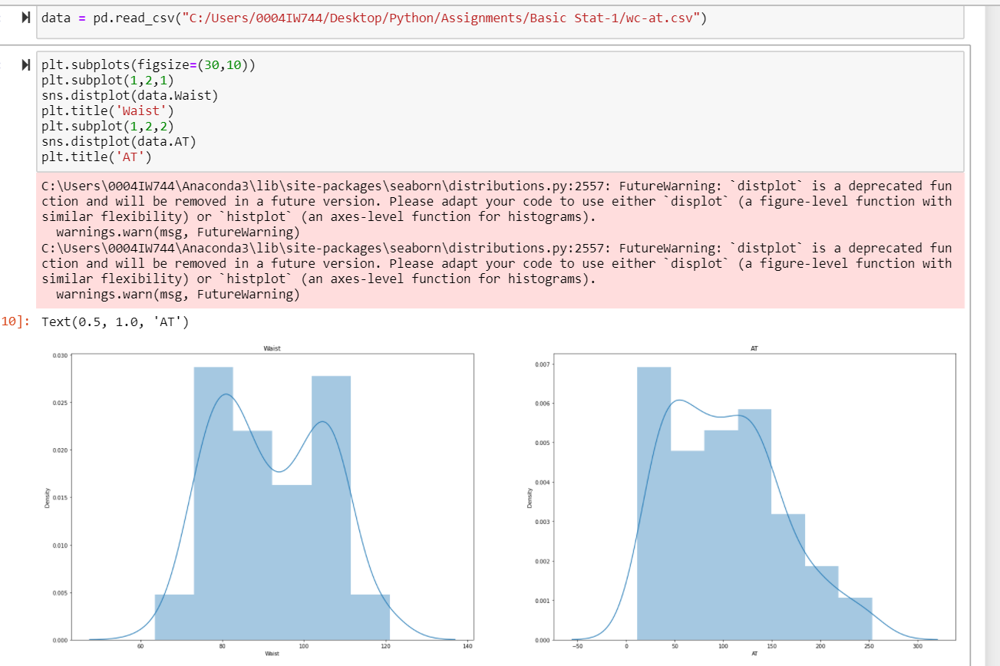 data = pd.read_csv("C:/Users/0004IW744/Desktop/Python/Assignments/Basic Stat-1/wc-at.csv")
plt.subplots(figsize=(30,10))
plt.subplot(1,2,1)
sns.distplot(data.Waist)
plt.title('Waist')
plt.subplot(1,2,2)
sns.distplot(data.AT)
plt.title('AT')
C:\Users\0004IW744\Anaconda3\lib\site-packages\seaborn\distributions.py:2557: FutureWarning: `distplot` is a deprecated fun
ction and will be removed in a future version. Please adapt your code to use either `displot` (a figure-level function with
similar flexibility) or `histplot` (an axes-level function for histograms).
  warnings.warn(msg, FutureWarning)
C:\Users\0004IW744\Anaconda3\lib\site-packages\seaborn\distributions.py:2557: FutureWarning: `distplot` is a deprecated fun
ction and will be removed in a future version. Please adapt your code to use either `displot` (a figure-level function with
similar flexibility) or `histplot` (an axes-level function for histograms).
  warnings.warn(msg, FutureWarning)
10]: Text(0.5, 1.0, 'AT')
Waist
0.030
0.025
0.020
0.015
0.010
0.005
0.000
Density
60 80 100 120 140
Waist
AT
0.007
0.006
0.005
0.004
0.003
0.002
0.001
0.000
Density
−50 0 50 100 150 200 250 300
AT